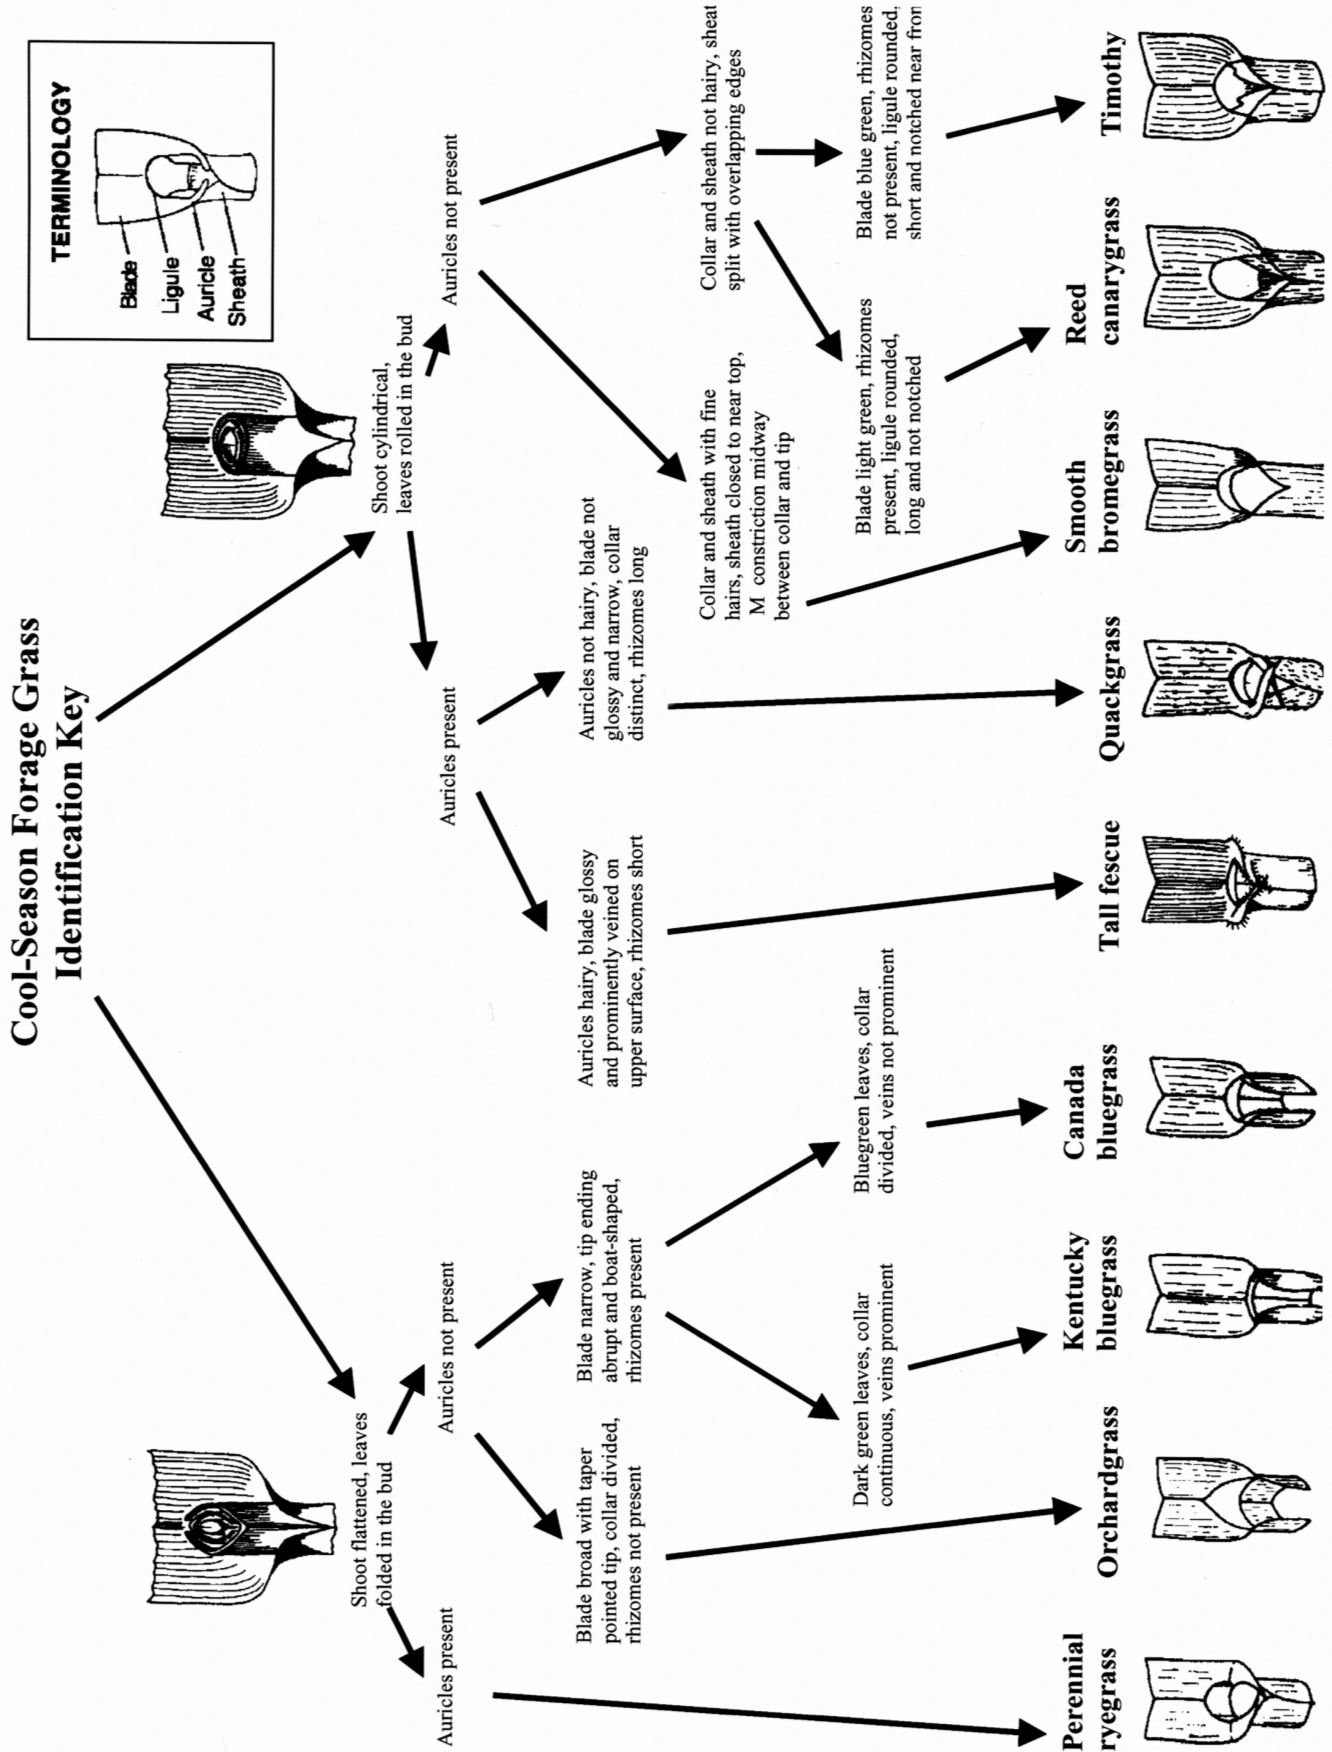 Cool-Season Forage Grass
Identification Key
TERMINOLOGY
Blade
Ligule
Auricle
Sheath
Shoot flattened, leaves
folded in the bud
Shoot cylindrical,
leaves rolled in the bud
Auricles present
Auricles not present
Auricles present
Auricles not present
Blade broad with taper
pointed tip, collar divided,
rhizomes not present
Blade narrow, tip ending
abrupt and boat-shaped,
rhizomes present
Auricles hairy, blade glossy
and prominently veined on
upper surface, rhizomes short
Auricles not hairy, blade not
glossy and narrow, collar
distinct, rhizomes long
Collar and sheath with fine
hairs, sheath closed to near top,
M constriction midway
between collar and tip
Collar and sheath not hairy, sheat
split with overlapping edges
Dark green leaves, collar
continuous, veins prominent
Bluegreen leaves, collar
divided, veins not prominent
Blade light green, rhizomes
present, ligule rounded,
long and not notched
Blade blue green, rhizomes
not present, ligule rounded,
short and notched near fron
Perennial
ryegrass
Orchardgrass
Kentucky
bluegrass
Canada
bluegrass
Tall fescue
Quackgrass
Smooth
bromegrass
Reed
canarygrass
Timothy